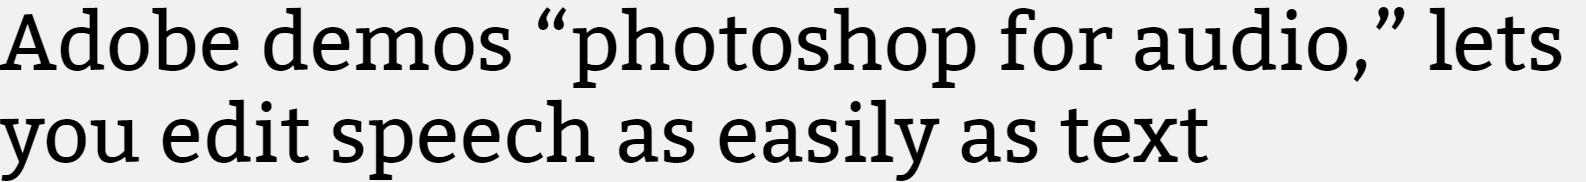 Adobe demos “photoshop for audio,” lets
you edit speech as easily as text